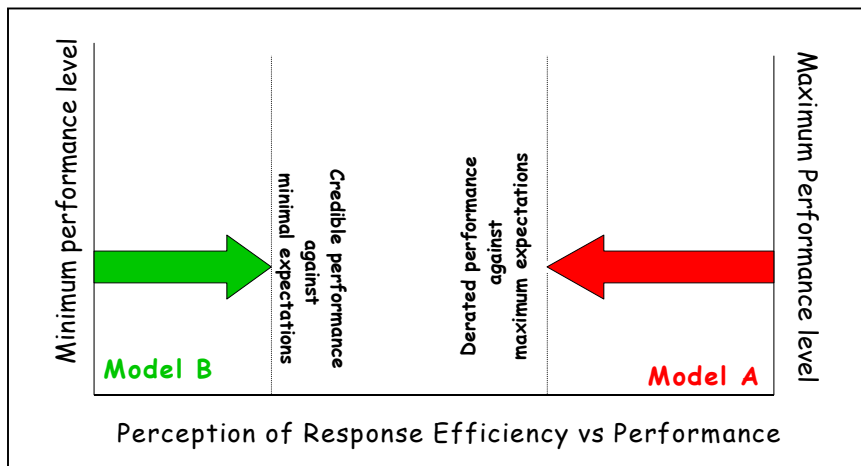 Minimum performance level
Credible performance
against
minimal expectations
Derated performance
against
maximum expectations
Maximum Performance level
Model B
Model A
Perception of Response Efficiency vs Performance